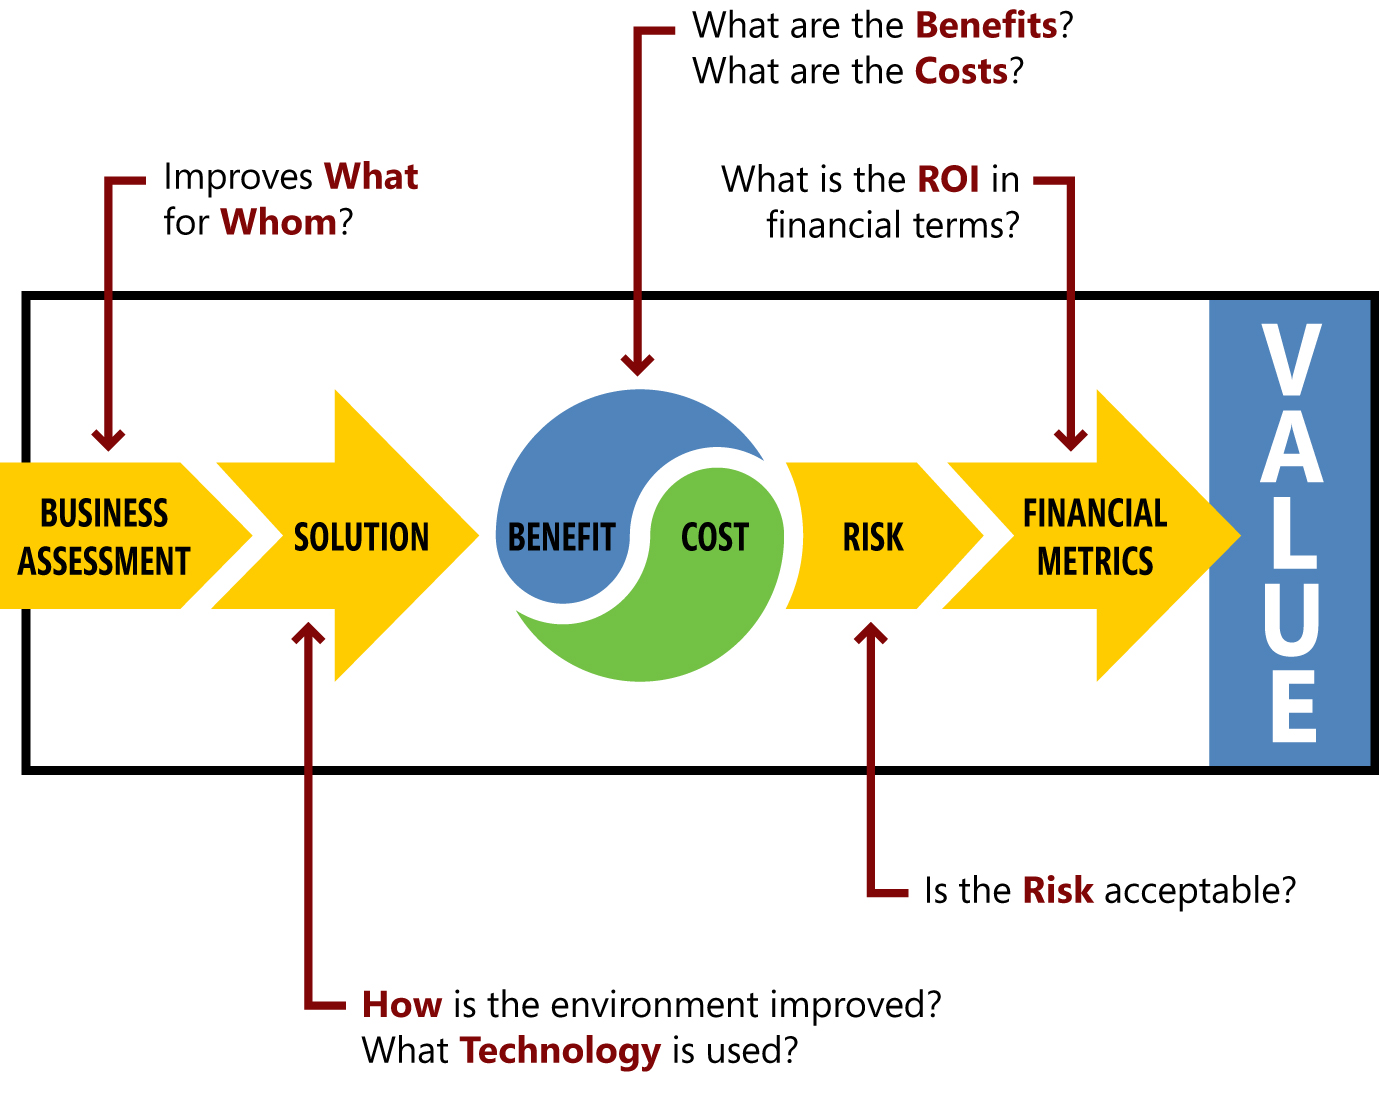 What are the Benefits?
What are the Costs?
Improves What
for Whom?
What is the ROI in
financial terms?
BUSINESS
ASSESSMENT
SOLUTION
BENEFIT
COST
RISK
FINANCIAL
METRICS
VALUE
Is the Risk acceptable?
How is the environment improved?
What Technology is used?